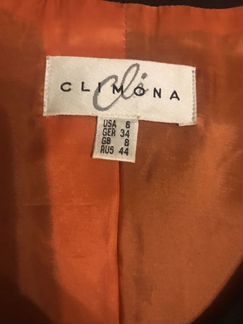 Cli
CLIMONA
USA 6
GER 34
GB 8
RUS 44